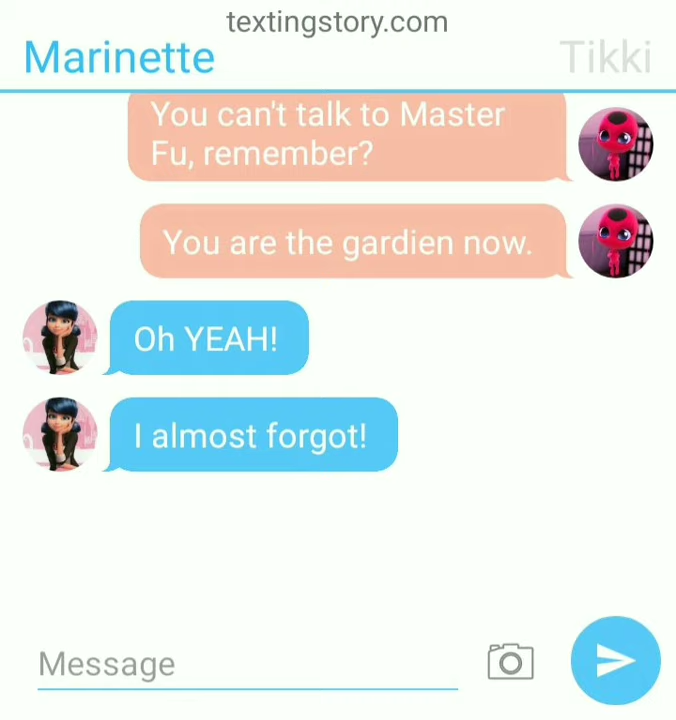 textingstory.com
Marinette
Tikki
You can't talk to Master
Fu, remember?
You are the gardien now.
Oh YEAH!
I almost forgot!
Message